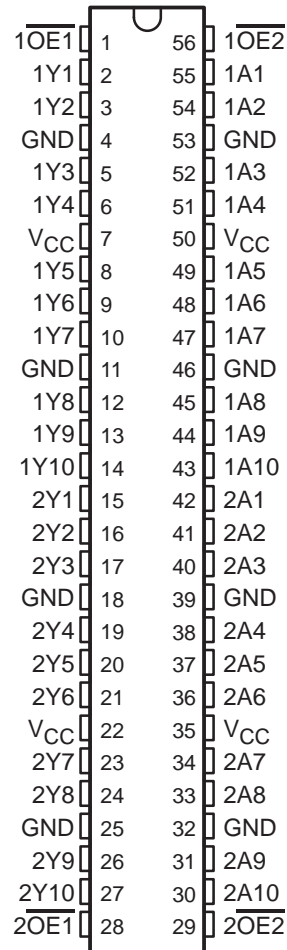 1OE1 1 56 1OE2
1Y1 2 55 1A1
1Y2 3 54 1A2
GND 4 53 GND
1Y3 5 52 1A3
1Y4 6 51 1A4
VCC 7 50 VCC
1Y5 8 49 1A5
1Y6 9 48 1A6
1Y7 10 47 1A7
GND 11 46 GND
1Y8 12 45 1A8
1Y9 13 44 1A9
1Y10 14 43 1A10
2Y1 15 42 2A1
2Y2 16 41 2A2
2Y3 17 40 2A3
GND 18 39 GND
2Y4 19 38 2A4
2Y5 20 37 2A5
2Y6 21 36 2A6
VCC 22 35 VCC
2Y7 23 34 2A7
2Y8 24 33 2A8
GND 25 32 GND
2Y9 26 31 2A9
2Y10 27 30 2A10
2OE1 28 29 2OE2